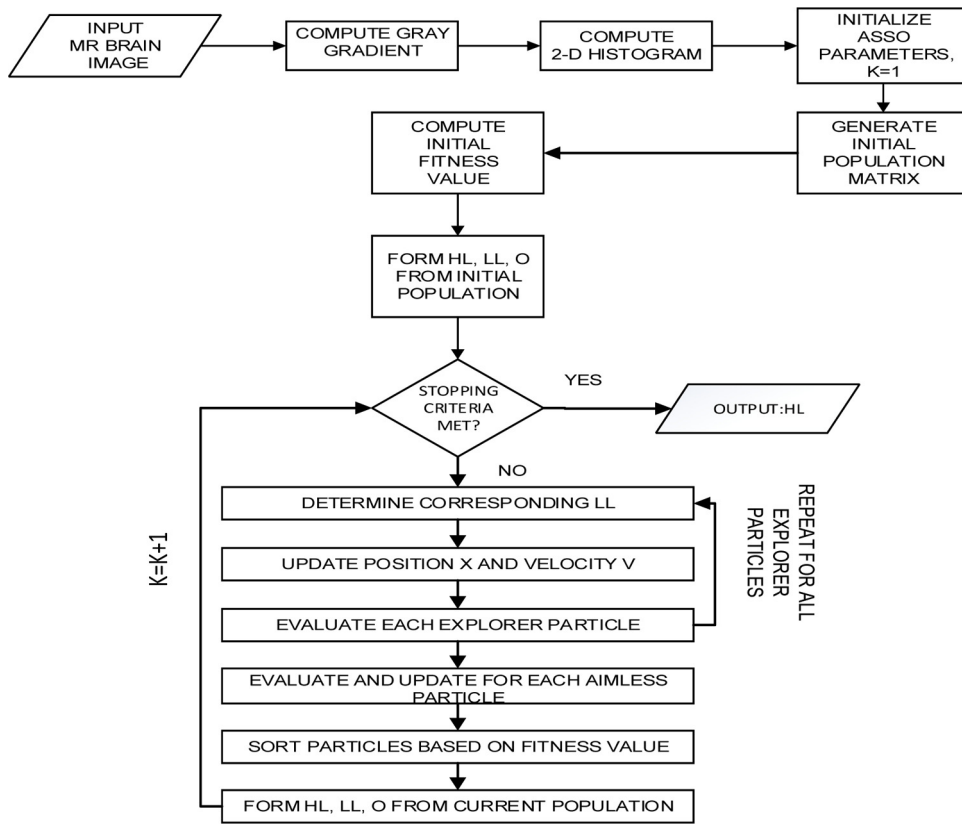 INPUT
MR BRAIN
IMAGE
COMPUTE GRAY
GRADIENT
COMPUTE
2-D HISTOGRAM
INITIALIZE
ASSO
PARAMETERS,
K=1
GENERATE
INITIAL
POPULATION
MATRIX
COMPUTE
INITIAL
FITNESS
VALUE
FORM HL, LL, O
FROM INITIAL
POPULATION
STOPPING
CRITERIA
MET?
YES
OUTPUT:HL
NO
DETERMINE CORRESPONDING LL
UPDATE POSITION X AND VELOCITY V
EVALUATE EACH EXPLORER PARTICLE
REPEAT FOR ALL
EXPLORER
PARTICLES
EVALUATE AND UPDATE FOR EACH AIMLESS
PARTICLE
SORT PARTICLES BASED ON FITNESS VALUE
FORM HL, LL, O FROM CURRENT POPULATION
K=K+1